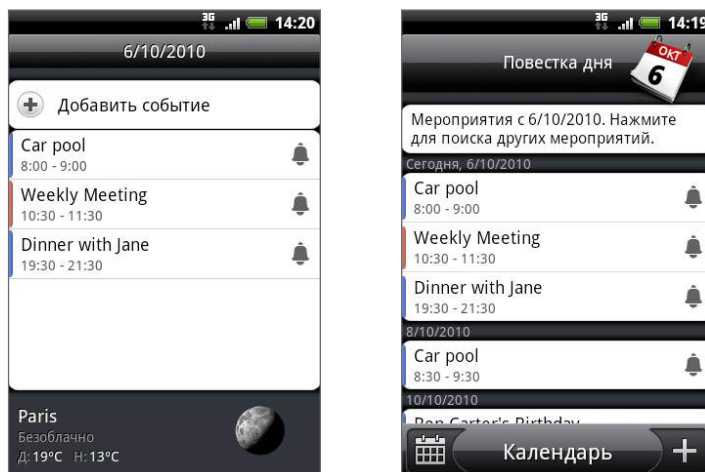 3G 14:20
6/10/2010
Добавить событие
Car pool
8:00 - 9:00
Weekly Meeting
10:30 - 11:30
Dinner with Jane
19:30 - 21:30
Paris
Безоблачно
Д: 19°C Н: 13°C
3G 14:19
Повестка дня
ОКТ
6
Мероприятия с 6/10/2010. Нажмите
для поиска других мероприятий.
Сегодня, 6/10/2010
Car pool
8:00 - 9:00
Weekly Meeting
10:30 - 11:30
Dinner with Jane
19:30 - 21:30
8/10/2010
Car pool
8:30 - 9:30
10/10/2010
Ben Carter's Birthday
Календарь